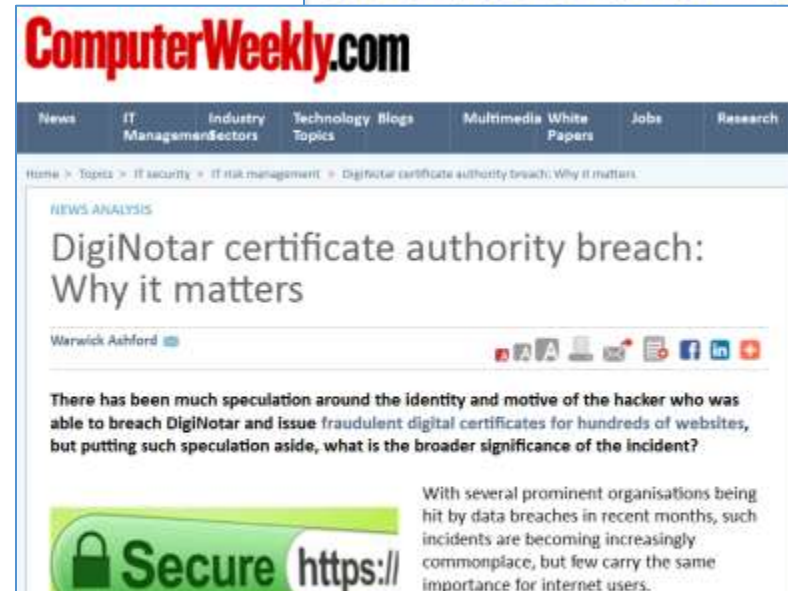 ComputerWeekly.com
News IT Management Industry Sectors Technology Topics Blogs Multimedia White Papers Jobs Research
Home > Topics > IT security > IT risk management > DigiNotar certificate authority breach: Why it matters
NEWS ANALYSIS
DigiNotar certificate authority breach:
Why it matters
Warwick Ashford
A A A
There has been much speculation around the identity and motive of the hacker who was
able to breach DigiNotar and issue fraudulent digital certificates for hundreds of websites,
but putting such speculation aside, what is the broader significance of the incident?
With several prominent organisations being
hit by data breaches in recent months, such
incidents are becoming increasingly
commonplace, but few carry the same
importance for internet users.
Secure https://